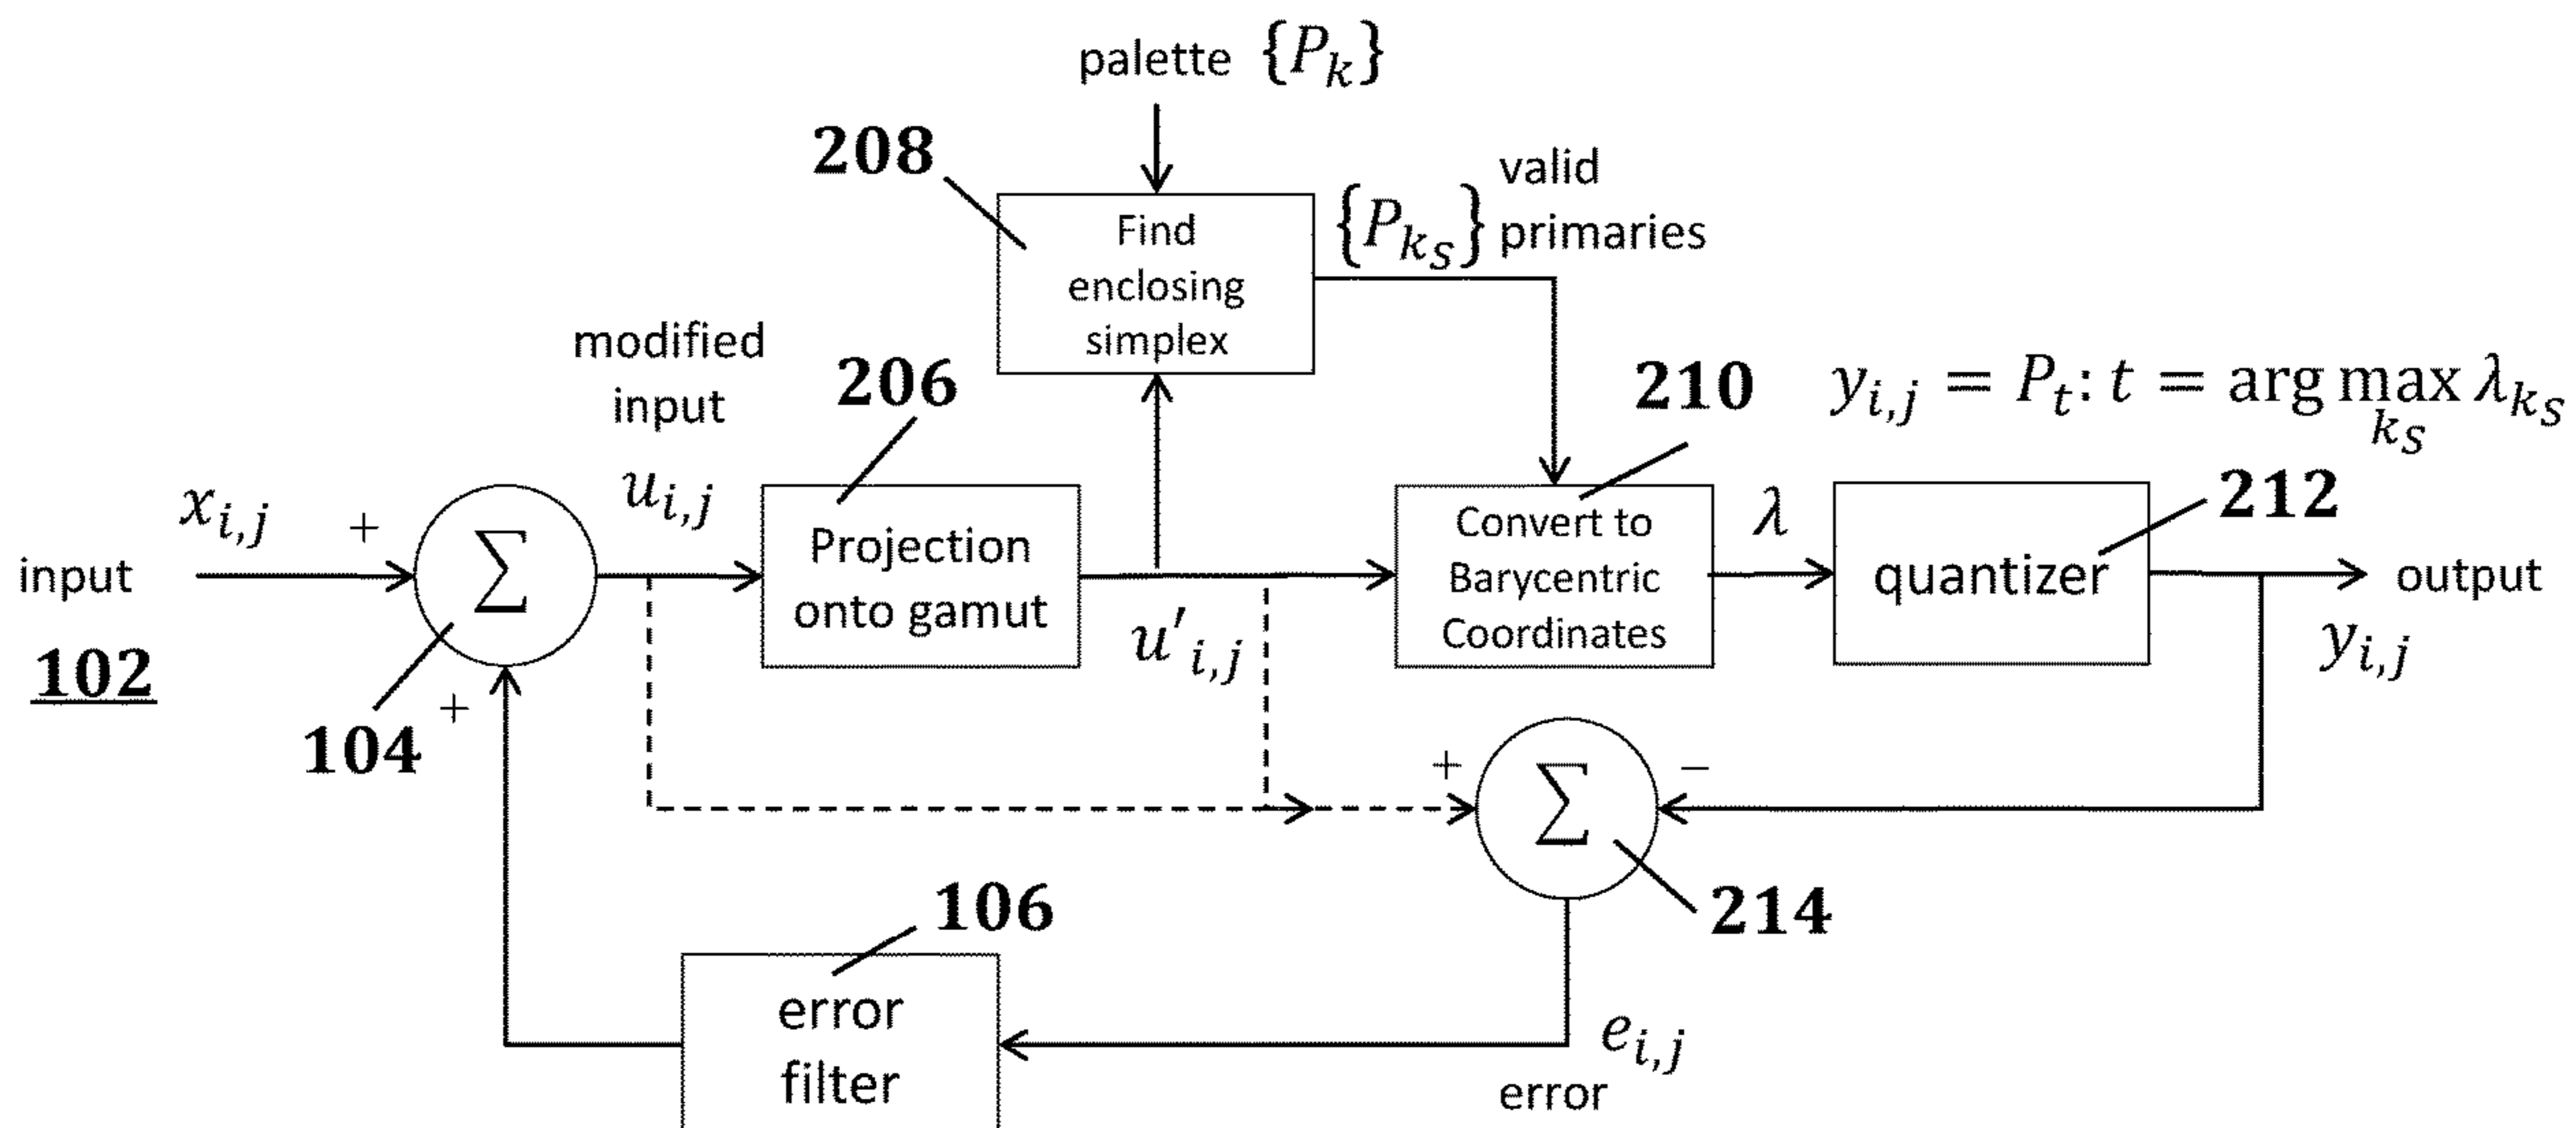 palette {P_k}
208
valid
primaries
{P_{k_S}}
Find
enclosing
simplex
modified
input
u_{i,j}
206
210
y_{i,j} = P_t: t = arg max_{k_S} λ_{k_S}
x_{i,j}
+
input
102
Σ
104
+
Projection
onto gamut
u'_{i,j}
Convert to
Barycentric
Coordinates
λ
quantizer
212
output
y_{i,j}
+
−
Σ
214
106
error
filter
e_{i,j}
error